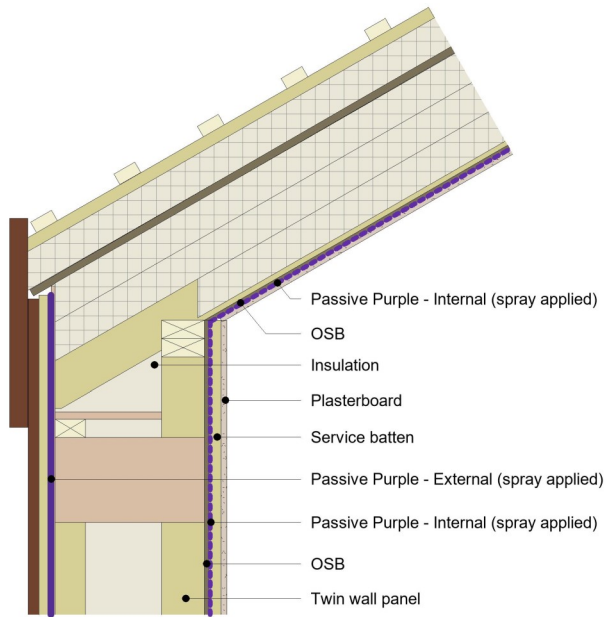 Passive Purple - Internal (spray applied)
OSB
Insulation
Plasterboard
Service batten
Passive Purple - External (spray applied)
Passive Purple - Internal (spray applied)
OSB
Twin wall panel